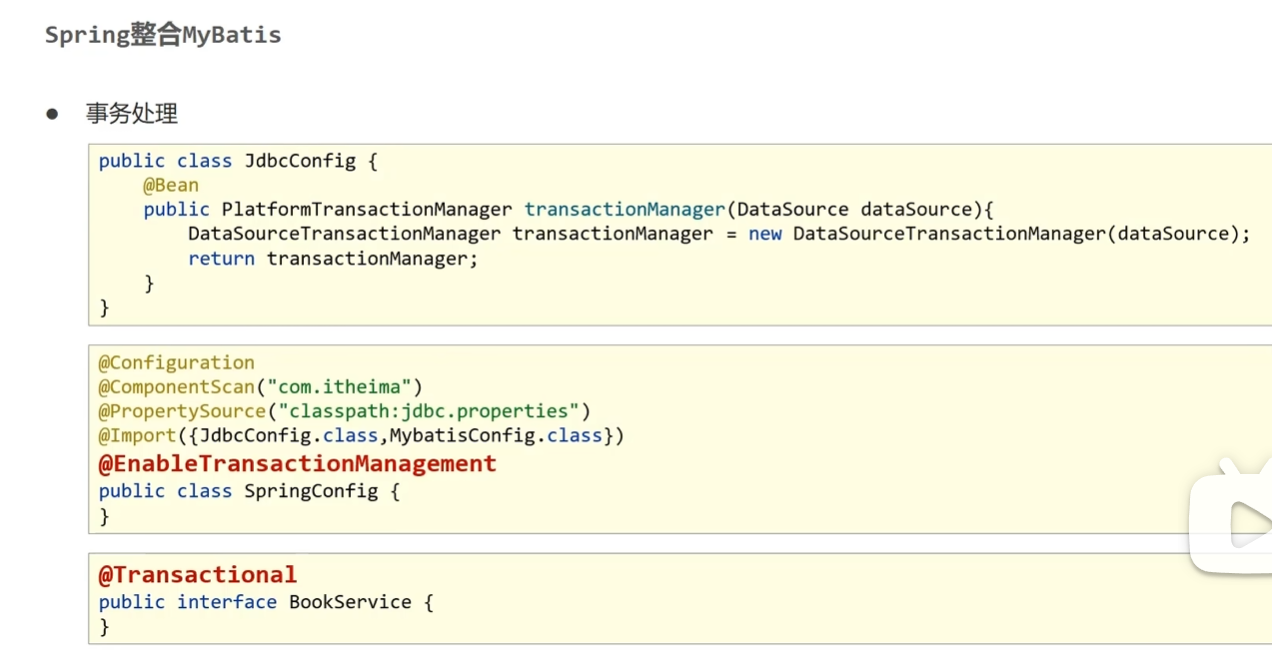 Spring整合MyBatis
● 事务处理
public class JdbcConfig {
    @Bean
    public PlatformTransactionManager transactionManager(DataSource dataSource){
        DataSourceTransactionManager transactionManager = new DataSourceTransactionManager(dataSource);
        return transactionManager;
    }
}
@Configuration
@ComponentScan("com.itheima")
@PropertySource("classpath:jdbc.properties")
@Import({JdbcConfig.class,MybatisConfig.class})
@EnableTransactionManagement
public class SpringConfig {
}
@Transactional
public interface BookService {
}